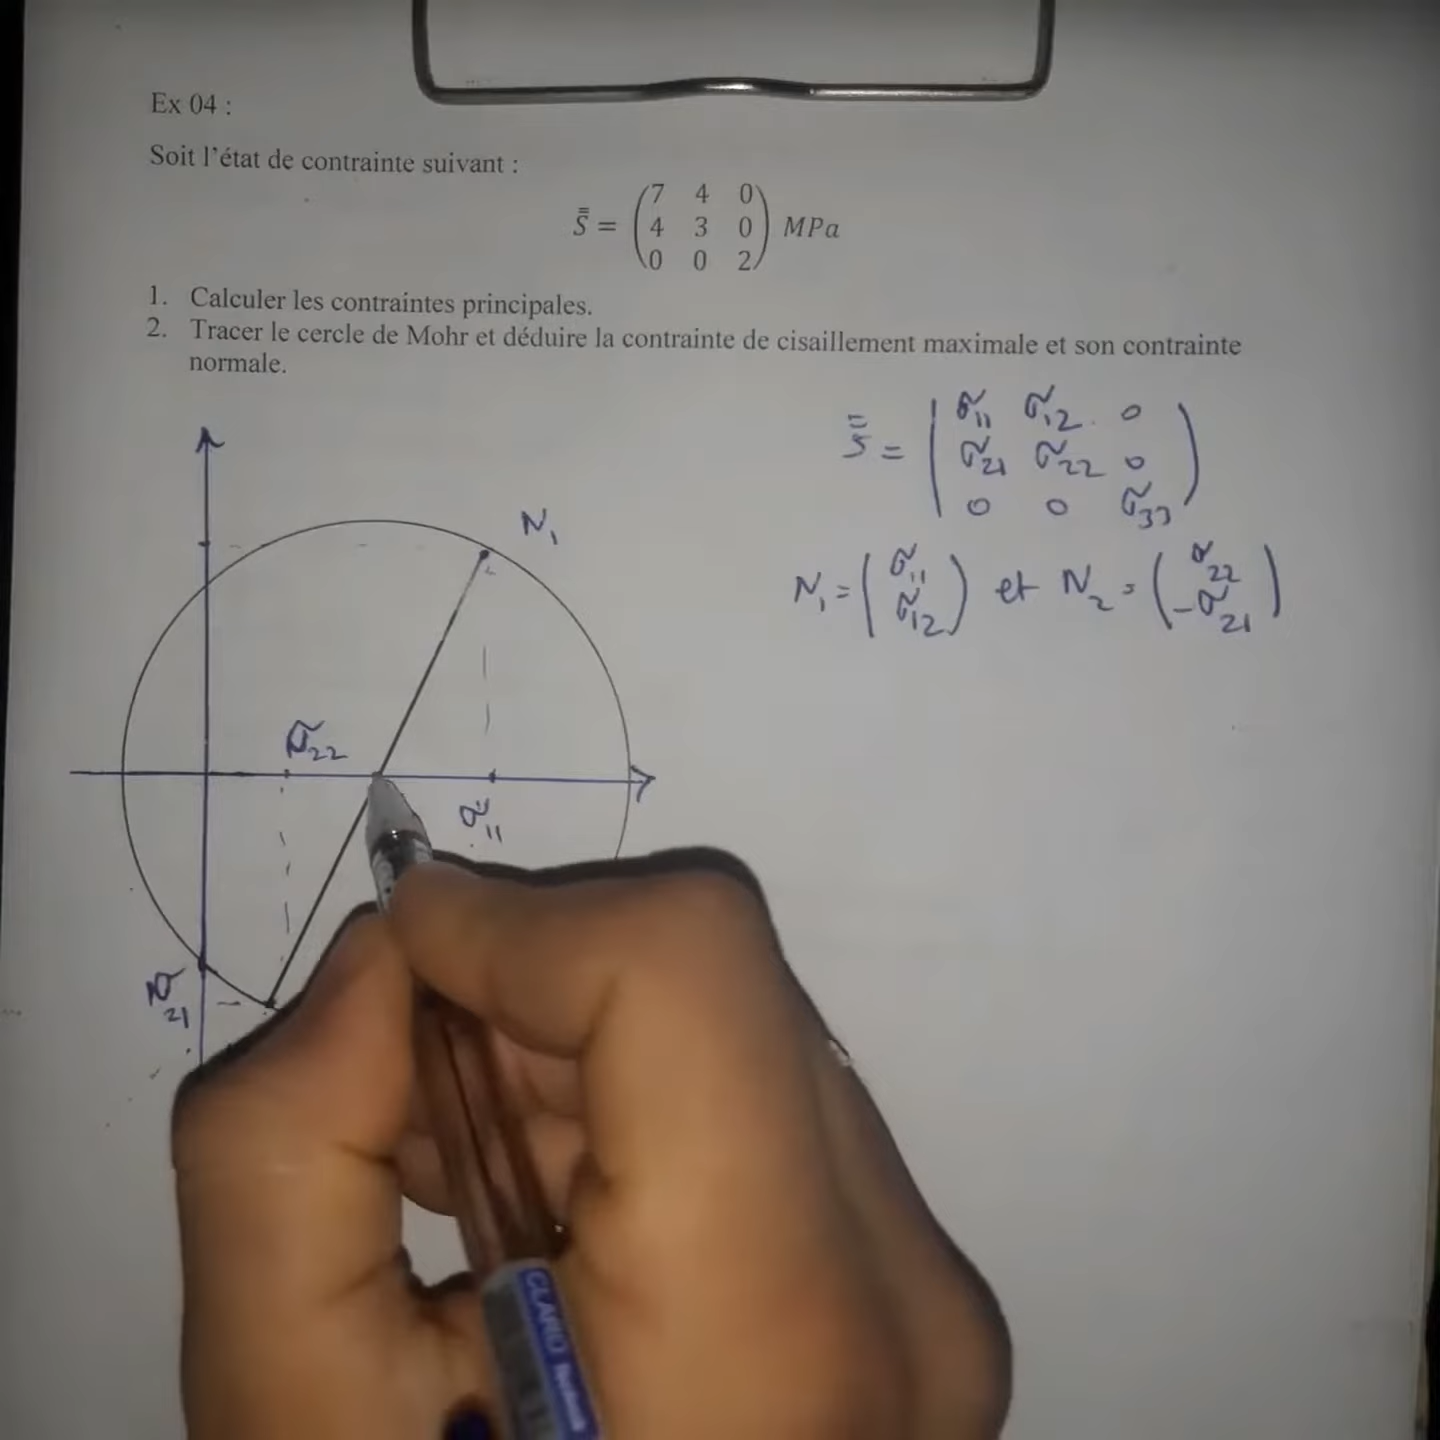 Ex 04 :
Soit l'état de contrainte suivant :
S̿ = (7 4 0
4 3 0
0 0 2) MPa
1. Calculer les contraintes principales.
2. Tracer le cercle de Mohr et déduire la contrainte de cisaillement maximale et son contrainte
normale.
S̿ = (σ11 σ12 0
σ21 σ22 0
0 0 σ33)
N1 = (σ11 σ12) et N2 = (σ22 -σ21)
N1
σ22
σ11
σ21
CLARO